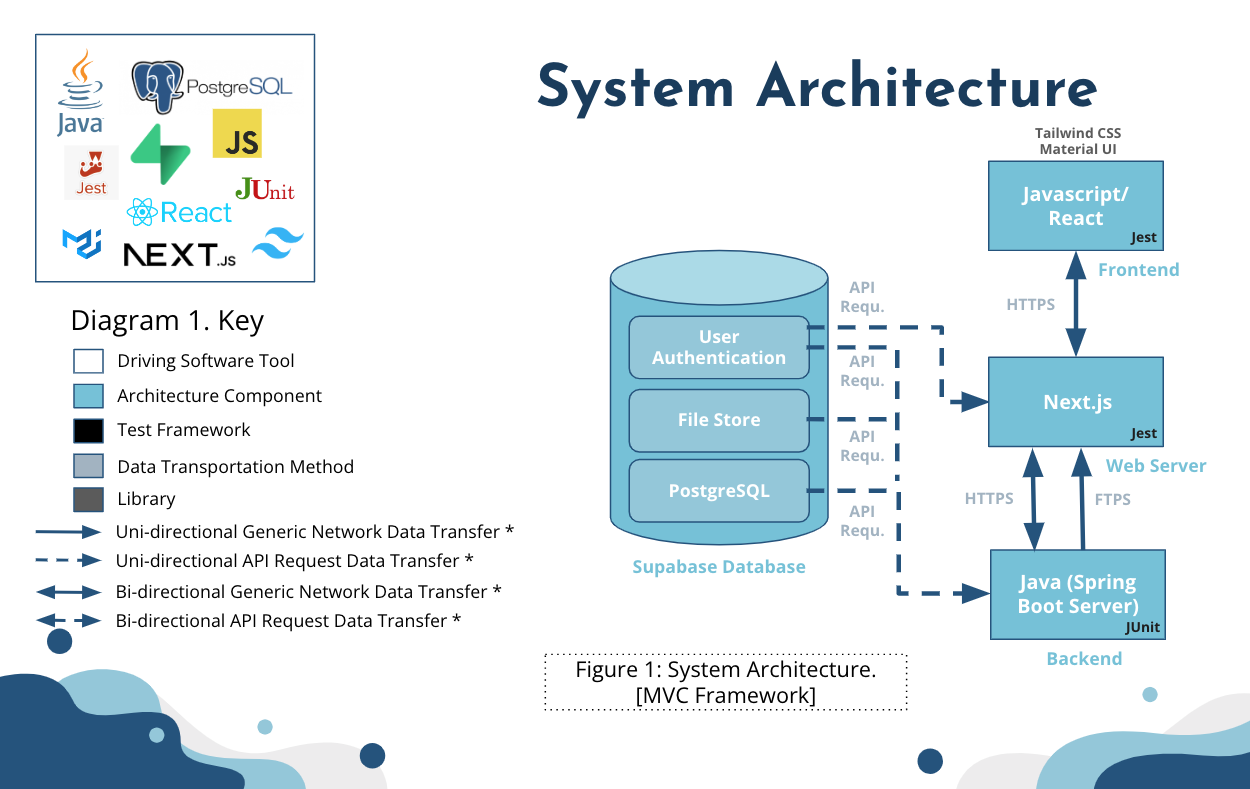 System Architecture
Java
PostgreSQL
JS
Jest
JUnit
React
NEXT.JS
Diagram 1. Key
Driving Software Tool
Architecture Component
Test Framework
Data Transportation Method
Library
Uni-directional Generic Network Data Transfer *
Uni-directional API Request Data Transfer *
Bi-directional Generic Network Data Transfer *
Bi-directional API Request Data Transfer *
User
Authentication
File Store
PostgreSQL
Supabase Database
API
Requ.
API
Requ.
API
Requ.
API
Requ.
Tailwind CSS
Material UI
Javascript/
React
Jest
Frontend
HTTPS
Next.js
Jest
Web Server
HTTPS
FTPS
Java (Spring
Boot Server)
JUnit
Backend
Figure 1: System Architecture.
[MVC Framework]